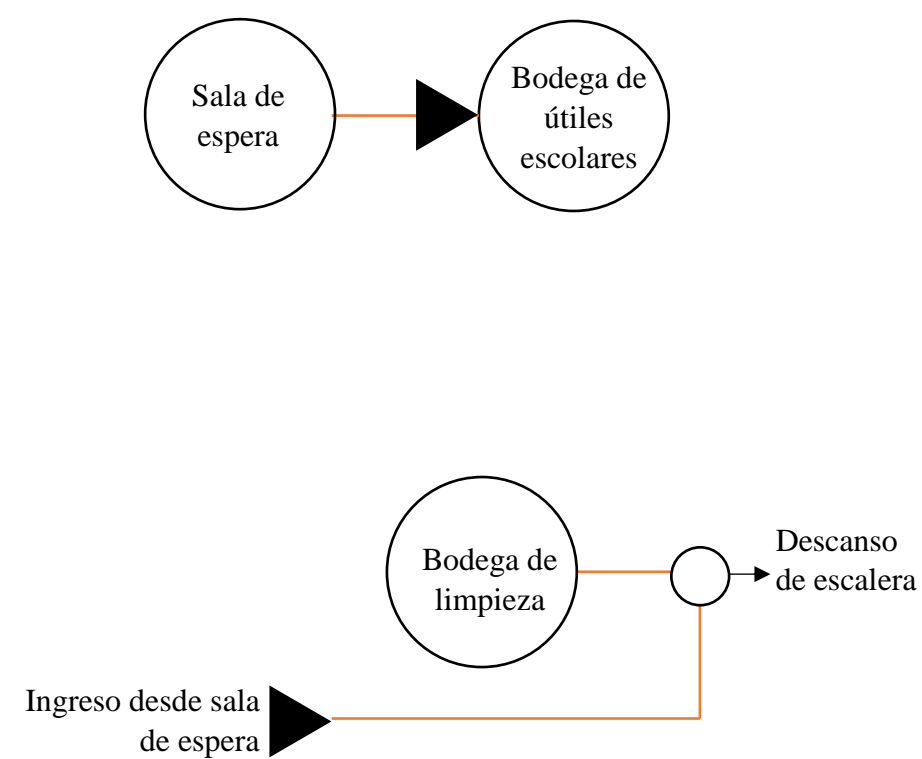 Sala de
espera
Bodega de
útiles
escolares
Bodega de
limpieza
Descanso
de escalera
Ingreso desde sala
de espera